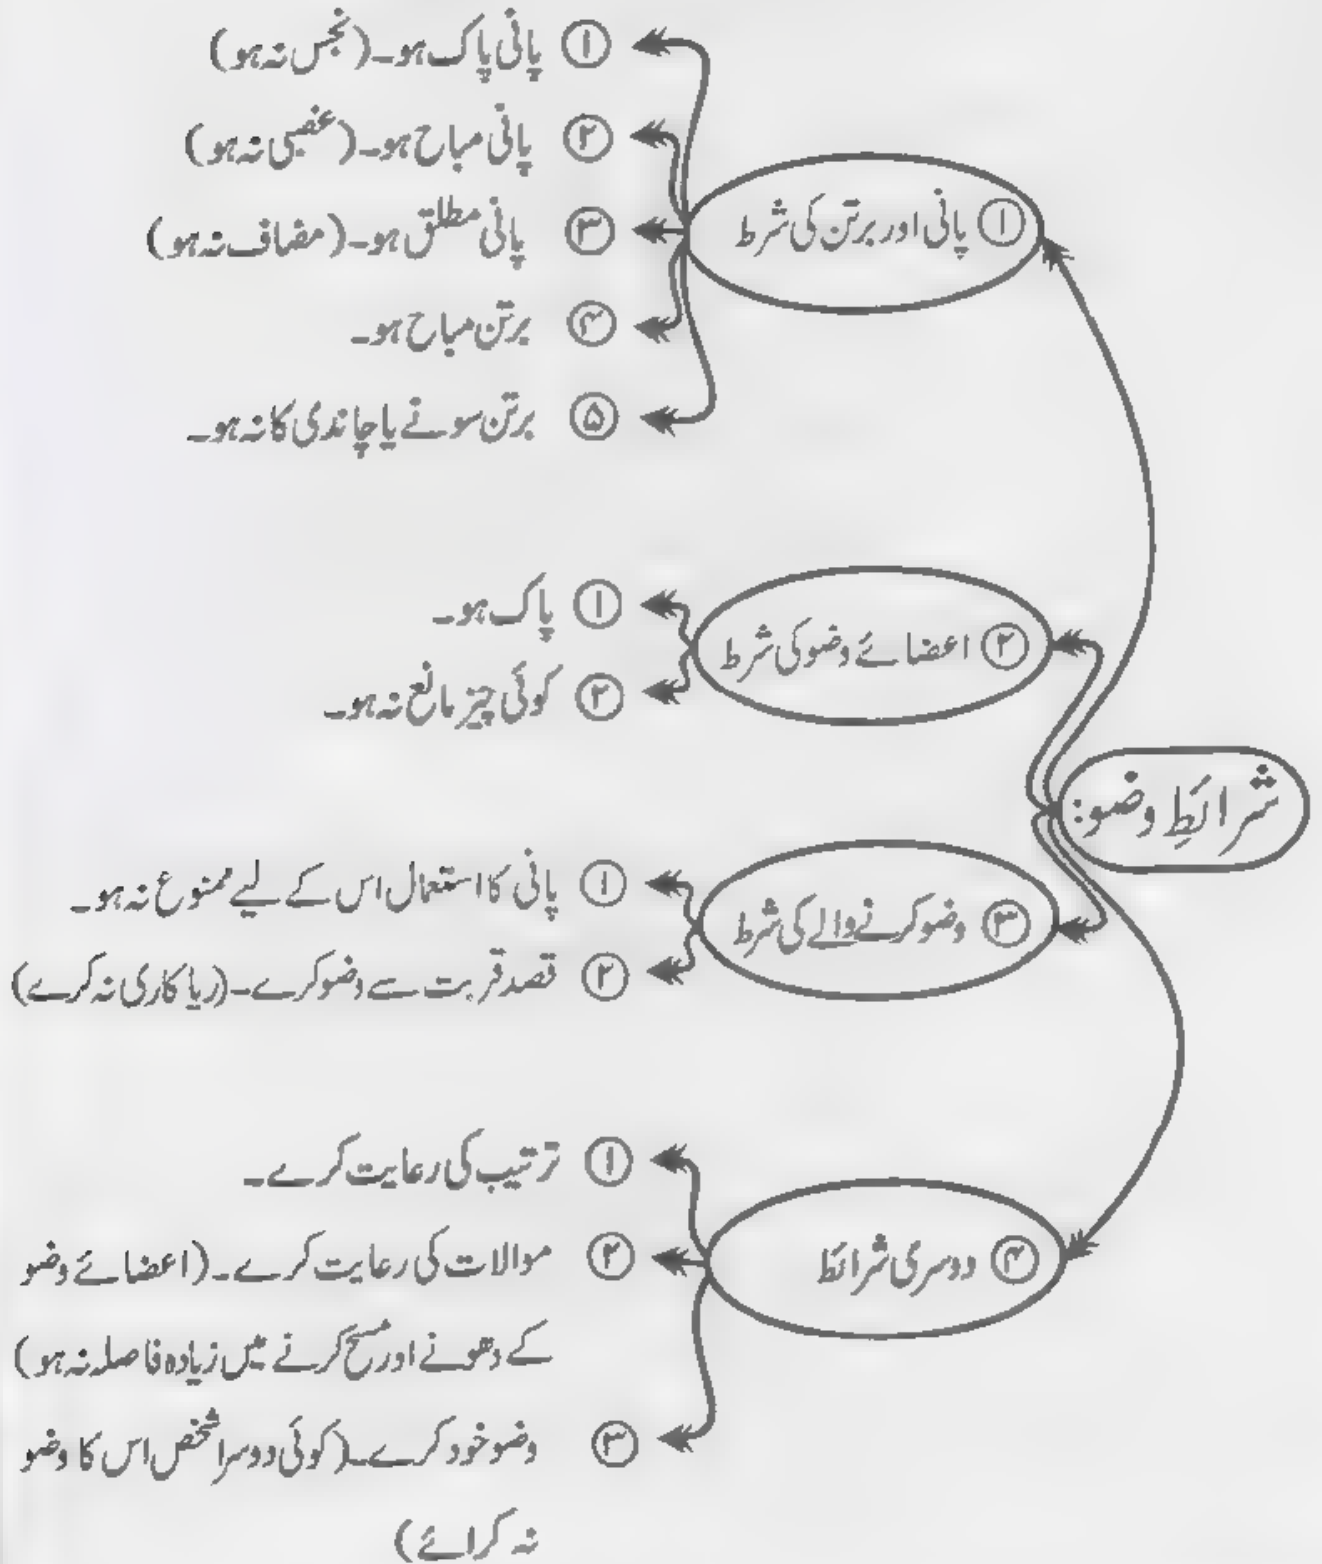 شرائطِ وضو:
① پانی اور برتن کی شرط
① پانی پاک ہو۔ (نجس نہ ہو)
② پانی مباح ہو۔ (غصبی نہ ہو)
③ پانی مطلق ہو۔ (مضاف نہ ہو)
④ برتن مباح ہو۔
⑤ برتن سونے یا چاندی کا نہ ہو۔
② اعضائے وضو کی شرط
① پاک ہو۔
② کوئی چیز مانع نہ ہو۔
③ وضو کرنے والے کی شرط
① پانی کا استعمال اس کے لیے ممنوع نہ ہو۔
② قصد قربت سے وضو کرے۔ (ریا کاری نہ کرے)
④ دوسری شرائط
① ترتیب کی رعایت کرے۔
② موالات کی رعایت کرے۔ (اعضائے وضو
کے دھونے اور مسح کرنے میں زیادہ فاصلہ نہ ہو)
③ وضو خود کرے۔ (کوئی دوسرا شخص اس کا وضو
نہ کرائے)